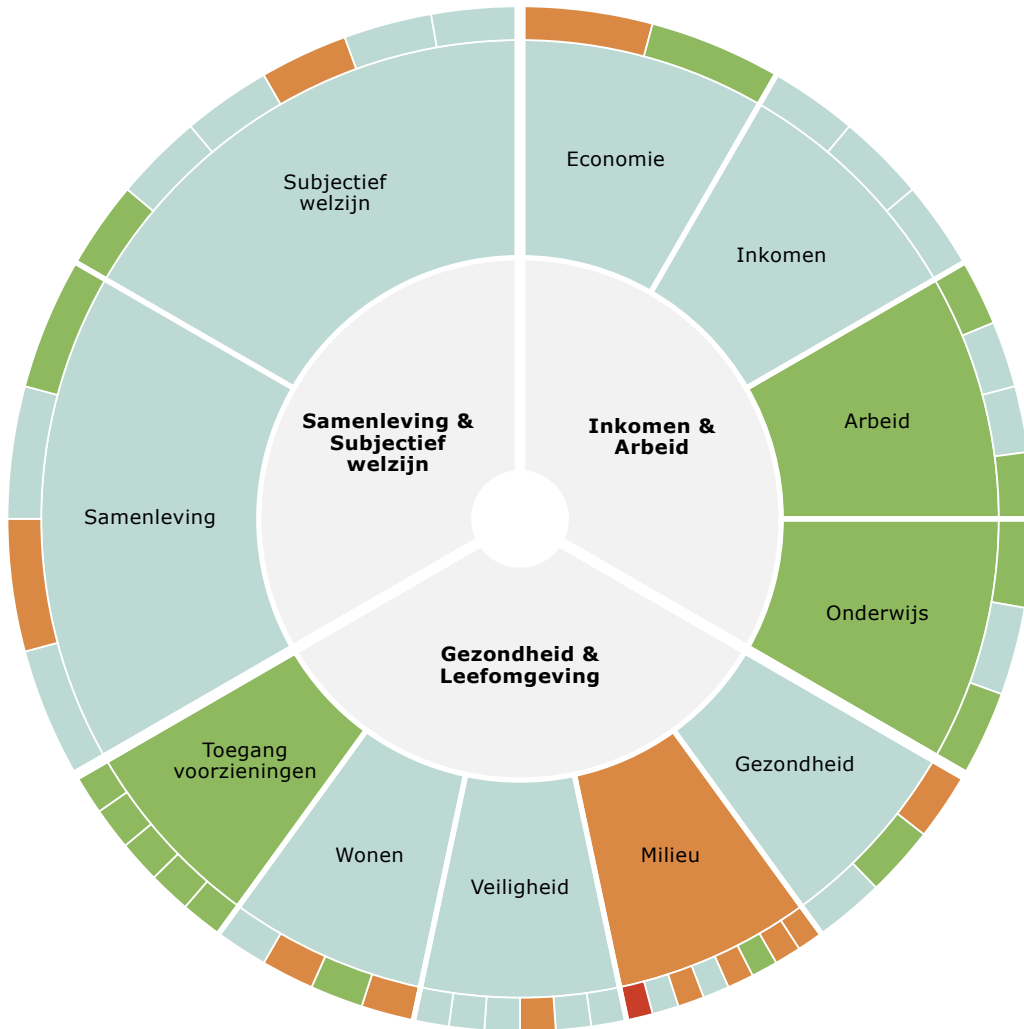 Subjectief
welzijn
Economie
Inkomen
Samenleving &
Subjectief
welzijn
Inkomen &
Arbeid
Arbeid
Samenleving
Onderwijs
Gezondheid &
Leefomgeving
Toegang
voorzieningen
Gezondheid
Wonen
Veiligheid
Milieu